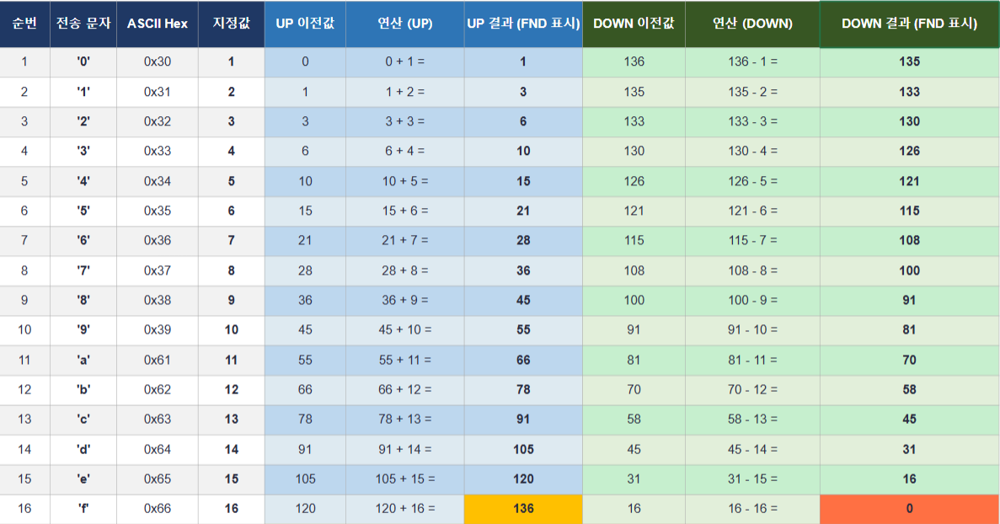 순번 전송 문자 ASCII Hex 지정값 UP 이전값 연산 (UP) UP 결과 (FND 표시) DOWN 이전값 연산 (DOWN) DOWN 결과 (FND 표시)
1 '0' 0x30 1 0 0 + 1 = 1 136 136 - 1 = 135
2 '1' 0x31 2 1 1 + 2 = 3 135 135 - 2 = 133
3 '2' 0x32 3 3 3 + 3 = 6 133 133 - 3 = 130
4 '3' 0x33 4 6 6 + 4 = 10 130 130 - 4 = 126
5 '4' 0x34 5 10 10 + 5 = 15 126 126 - 5 = 121
6 '5' 0x35 6 15 15 + 6 = 21 121 121 - 6 = 115
7 '6' 0x36 7 21 21 + 7 = 28 115 115 - 7 = 108
8 '7' 0x37 8 28 28 + 8 = 36 108 108 - 8 = 100
9 '8' 0x38 9 36 36 + 9 = 45 100 100 - 9 = 91
10 '9' 0x39 10 45 45 + 10 = 55 91 91 - 10 = 81
11 'a' 0x61 11 55 55 + 11 = 66 81 81 - 11 = 70
12 'b' 0x62 12 66 66 + 12 = 78 70 70 - 12 = 58
13 'c' 0x63 13 78 78 + 13 = 91 58 58 - 13 = 45
14 'd' 0x64 14 91 91 + 14 = 105 45 45 - 14 = 31
15 'e' 0x65 15 105 105 + 15 = 120 31 31 - 15 = 16
16 'f' 0x66 16 120 120 + 16 = 136 16 16 - 16 = 0